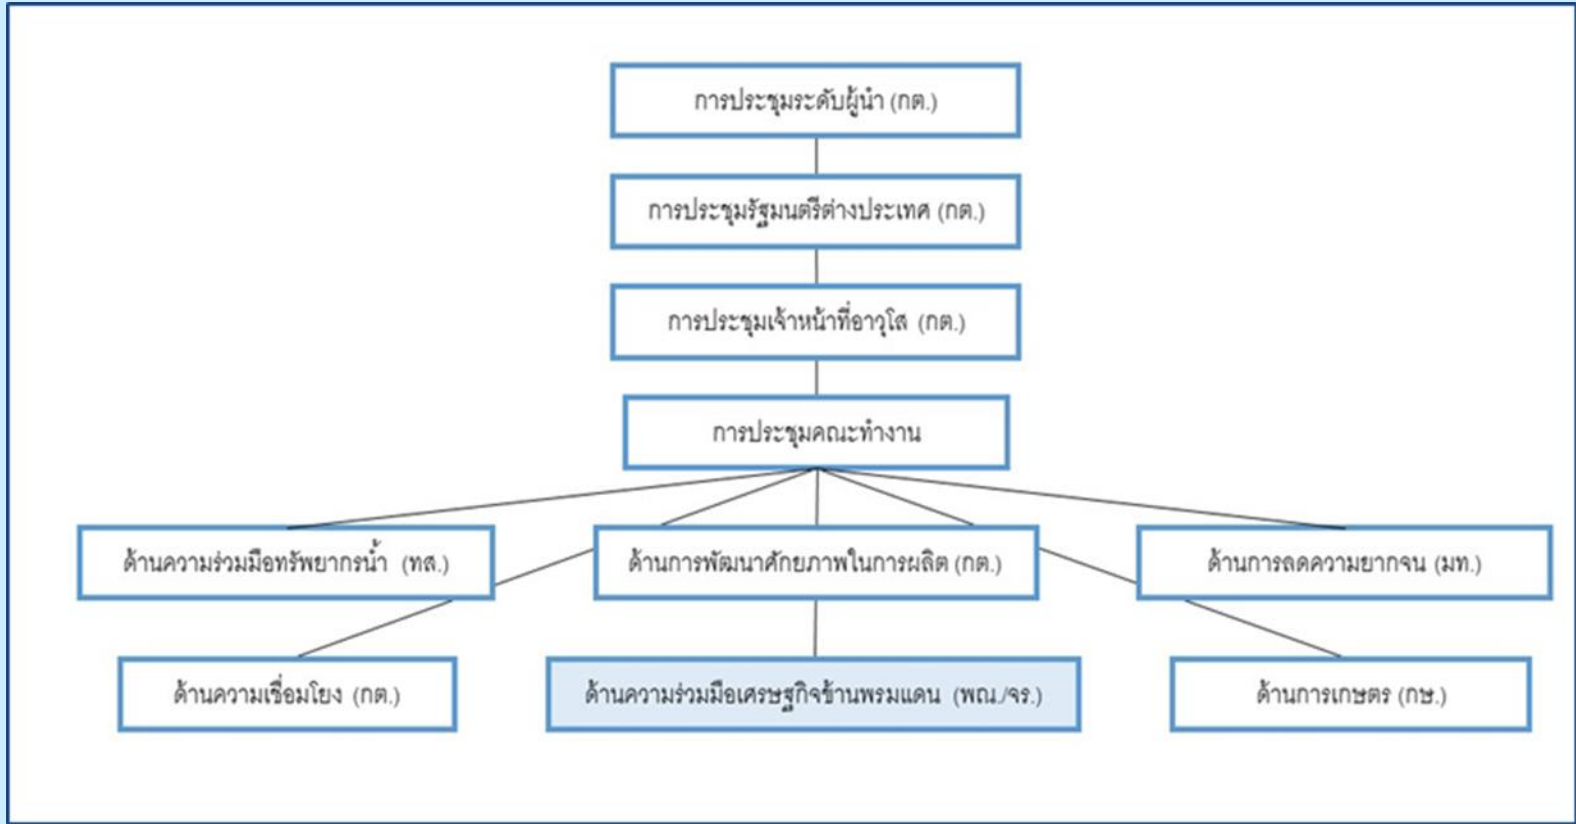 การประชุมระดับผู้นำ (กต.)
การประชุมรัฐมนตรีต่างประเทศ (กต.)
การประชุมเจ้าหน้าที่อาวุโส (กต.)
การประชุมคณะทำงาน
ด้านความร่วมมือทรัพยากรน้ำ (ทส.)
ด้านการพัฒนาศักยภาพในการผลิต (กต.)
ด้านการลดความยากจน (มท.)
ด้านความเชื่อมโยง (กต.)
ด้านความร่วมมือเศรษฐกิจข้ามพรมแดน (พณ./จร.)
ด้านการเกษตร (กษ.)